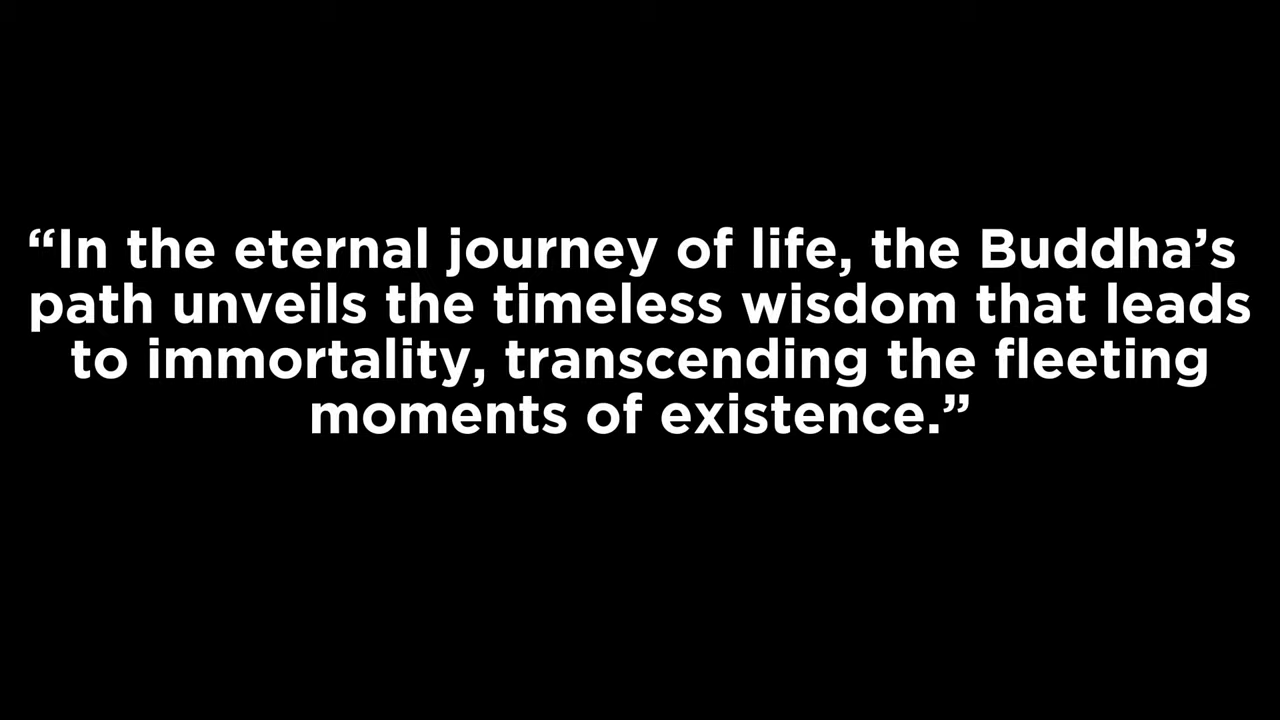 “In the eternal journey of life, the Buddha’s
path unveils the timeless wisdom that leads
to immortality, transcending the fleeting
moments of existence.”